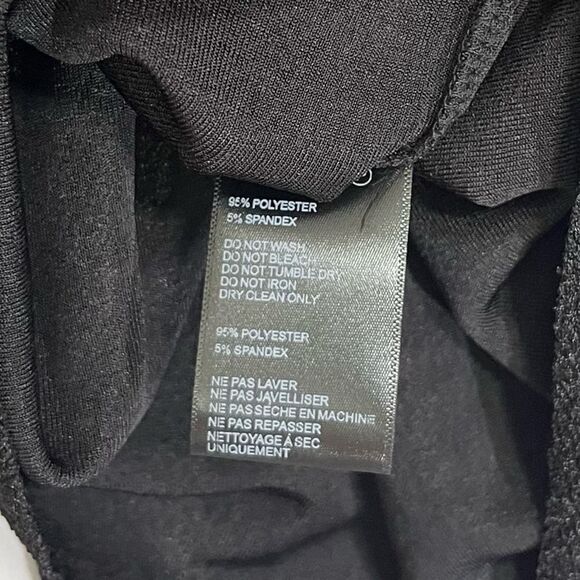 95% POLYESTER
5% SPANDEX
DO NOT WASH
DO NOT BLEACH
DO NOT TUMBLE DRY
DO NOT IRON
DRY CLEAN ONLY
95% POLYESTER
5% SPANDEX
NE PAS LAVER
NE PAS JAVELLISER
NE PAS SÈCHE EN MACHINE
NE PAS REPASSER
NETTOYAGE À SEC
UNIQUEMENT